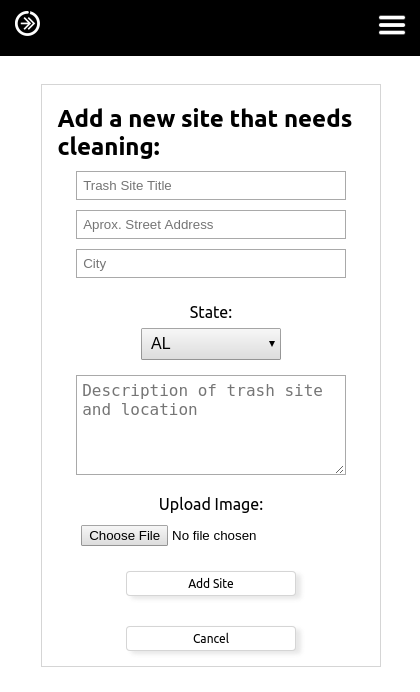 Add a new site that needs
cleaning:
Trash Site Title
Aprox. Street Address
City
State:
AL
Description of trash site
and location
Upload Image:
Choose File No file chosen
Add Site
Cancel